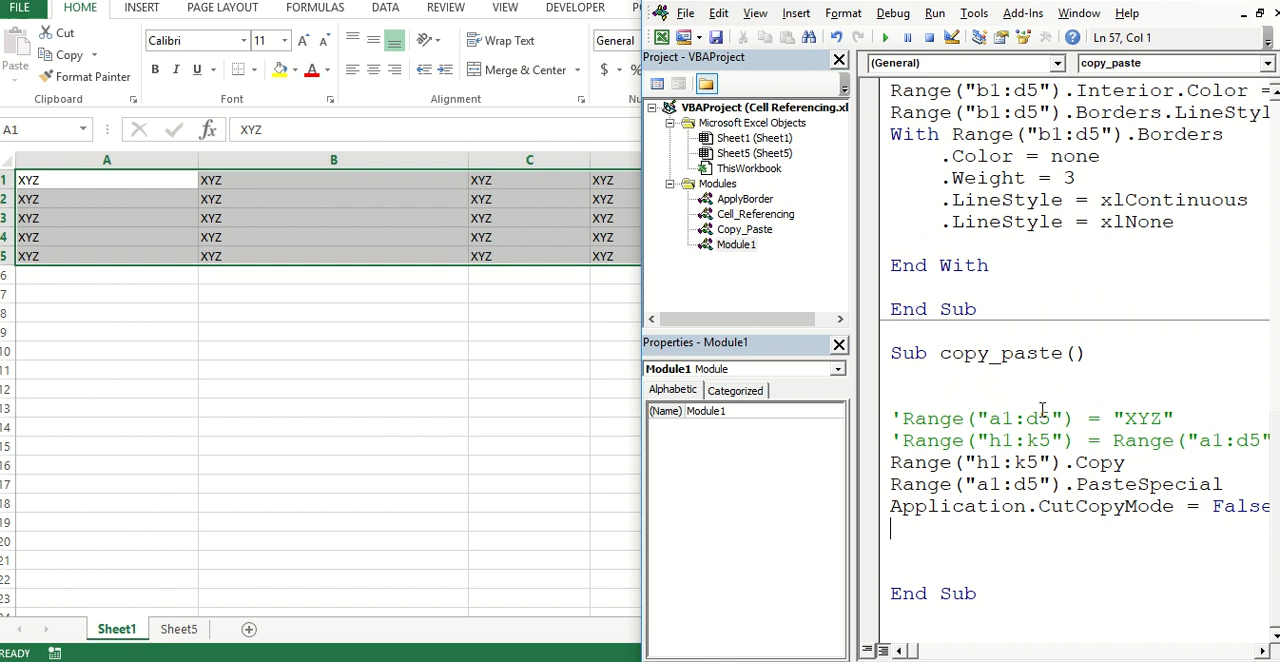 FILE HOME INSERT PAGE LAYOUT FORMULAS DATA REVIEW VIEW DEVELOPER
Cut
Copy
Format Painter
Paste
Clipboard
Calibri 11
B I U
Font
Wrap Text
Merge & Center
Alignment
General
$ %
A1 XYZ
A B C
1 XYZ XYZ XYZ XYZ
2 XYZ XYZ XYZ XYZ
3 XYZ XYZ XYZ XYZ
4 XYZ XYZ XYZ XYZ
5 XYZ XYZ XYZ XYZ
6
7
8
9
10
11
12
13
14
15
16
17
18
19
20
21
22
23
Sheet1 Sheet5
READY
File Edit View Insert Format Debug Run Tools Add-Ins Window Help
Ln 57, Col 1
Project - VBAProject
VBAProject (Cell Referencing.xl
Microsoft Excel Objects
Sheet1 (Sheet1)
Sheet5 (Sheet5)
ThisWorkbook
Modules
ApplyBorder
Cell_Referencing
Copy_Paste
Module1
Properties - Module1
Module1 Module
Alphabetic Categorized
(Name) Module1
(General) copy_paste
Range("b1:d5").Interior.Color =
Range("b1:d5").Borders.LineStyl
With Range("b1:d5").Borders
.Color = none
.Weight = 3
.LineStyle = xlContinuous
.LineStyle = xlNone
End With
End Sub
Sub copy_paste()
'Range("a1:d5") = "XYZ"
'Range("h1:k5") = Range("a1:d5"
Range("h1:k5").Copy
Range("a1:d5").PasteSpecial
Application.CutCopyMode = False
End Sub